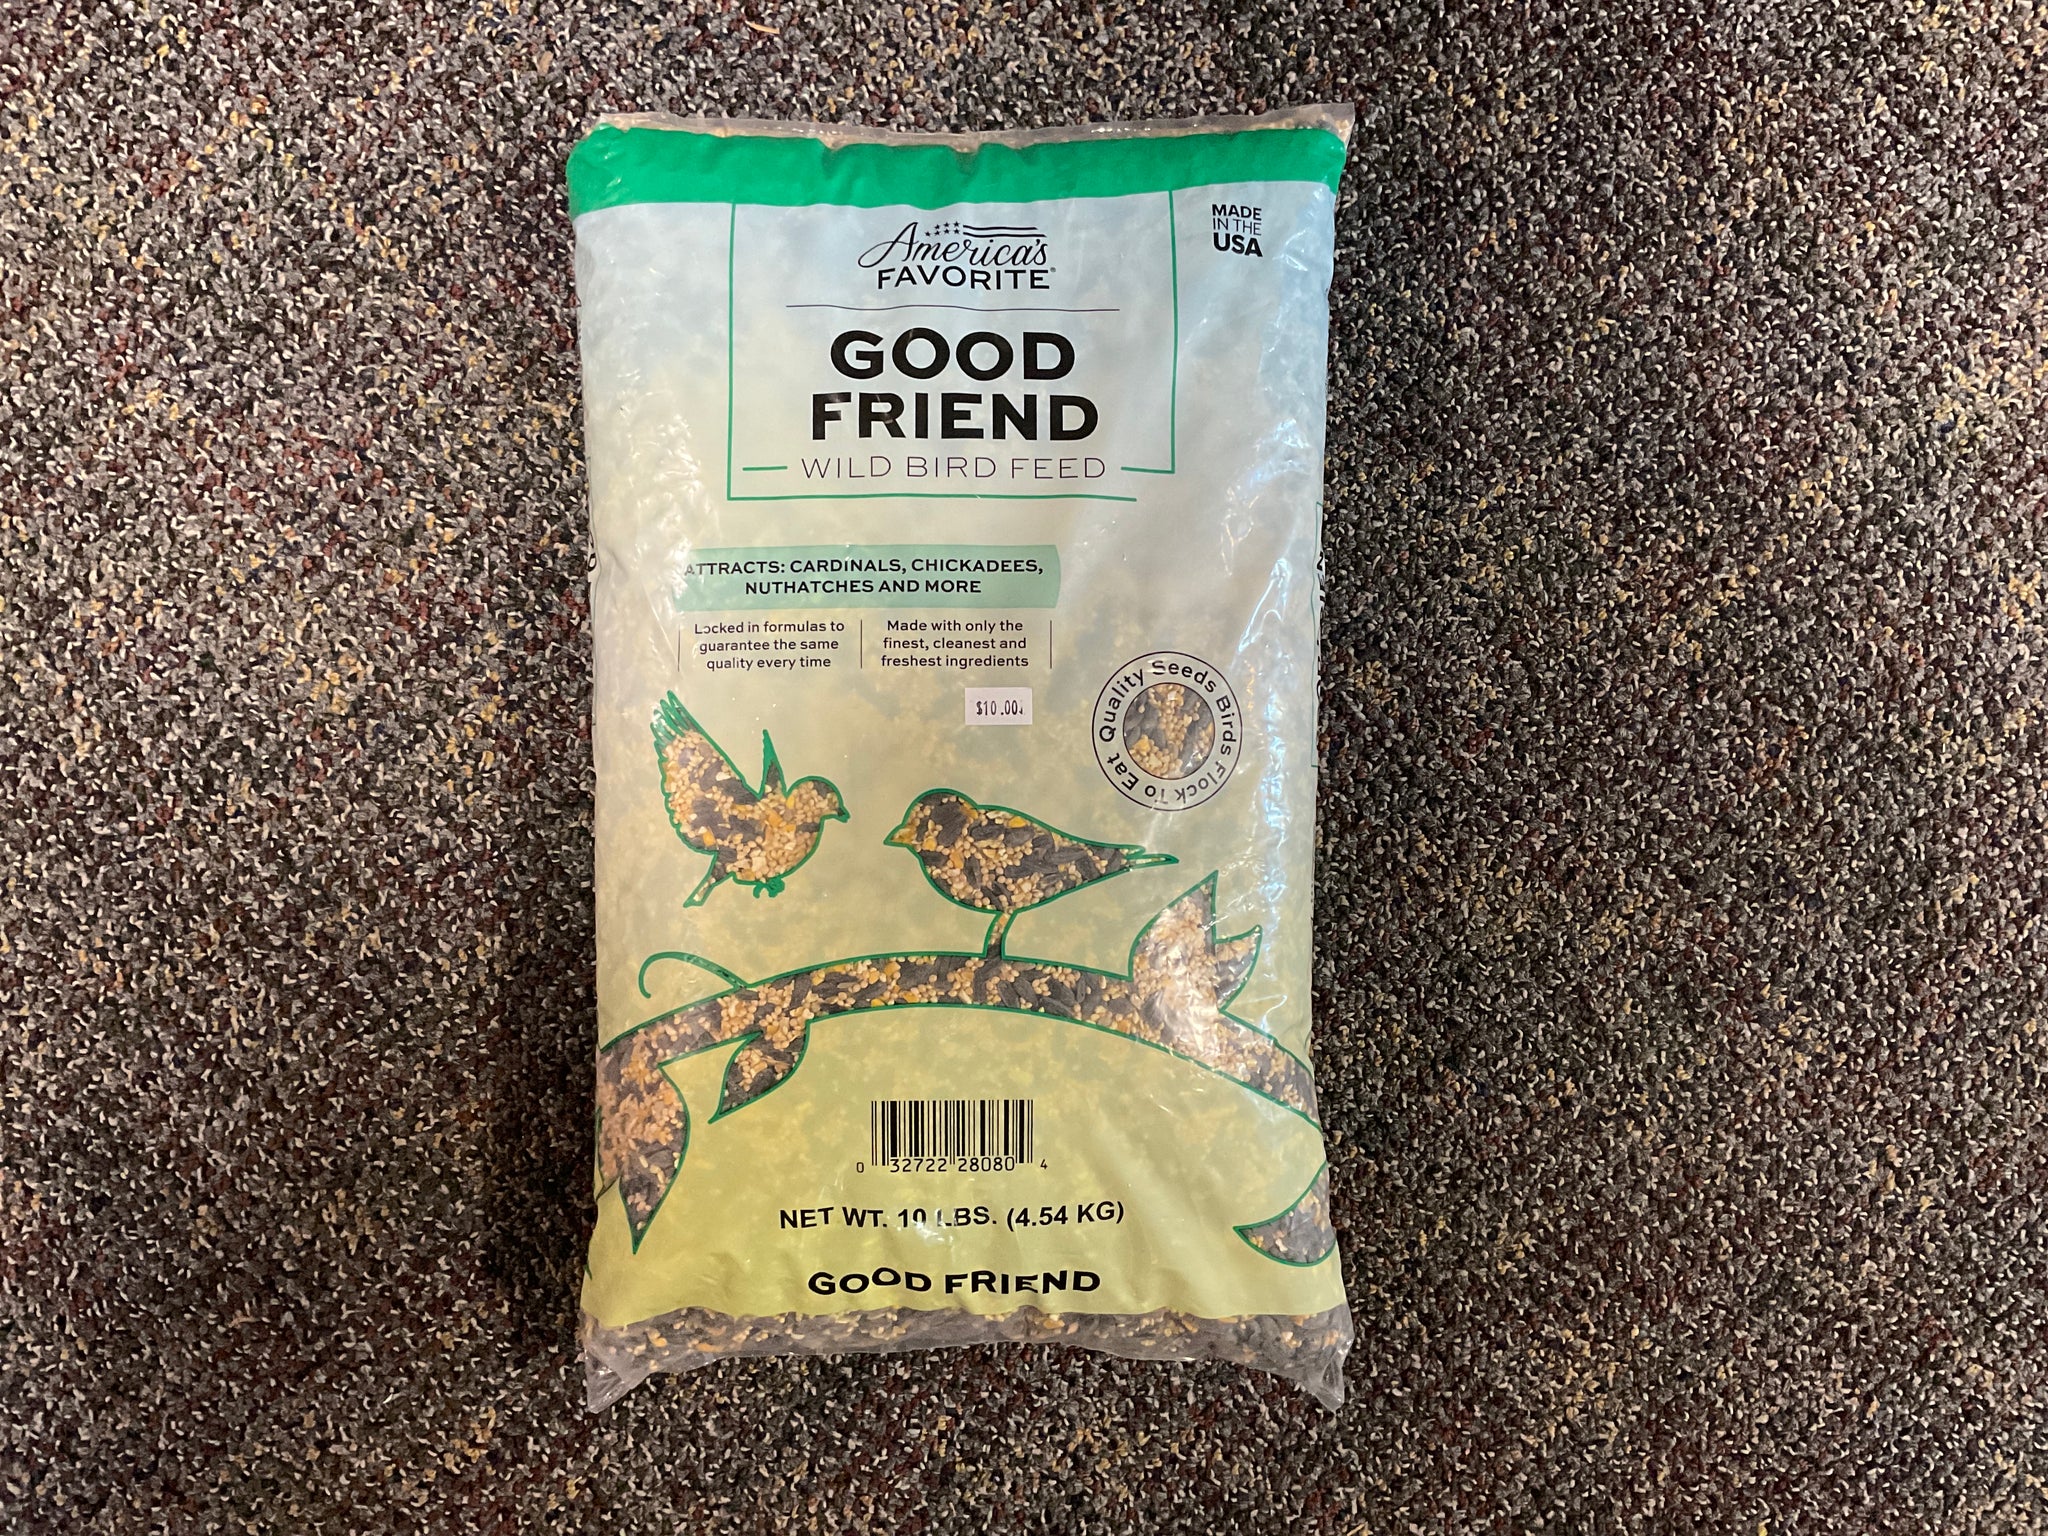 America's
FAVORITE®
MADE
IN THE
USA
GOOD
FRIEND
WILD BIRD FEED
ATTRACTS: CARDINALS, CHICKADEES,
NUTHATCHES AND MORE
Locked in formulas to
guarantee the same
quality every time
Made with only the
finest, cleanest and
freshest ingredients
$10.00
Quality Seeds Birds Flock To Eat
0 32722 28080 4
NET WT. 10 LBS. (4.54 KG)
GOOD FRIEND